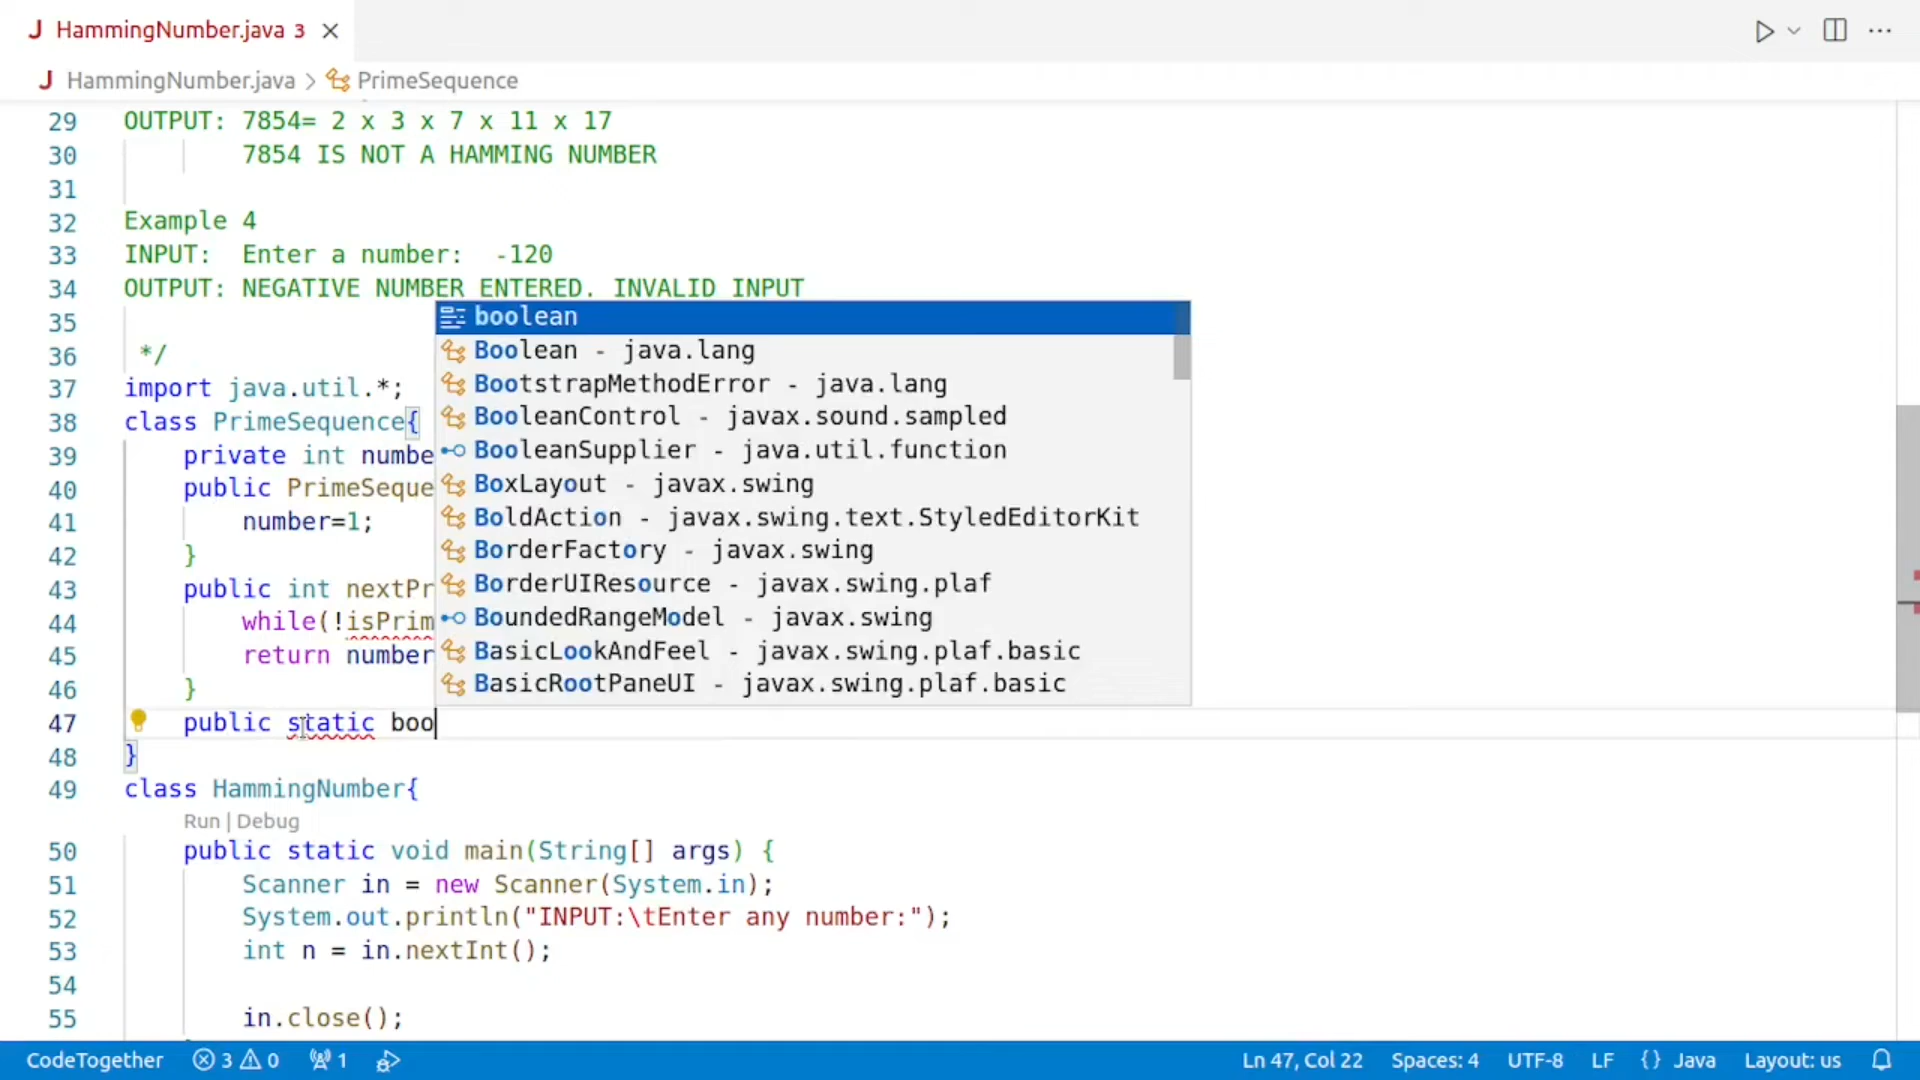 J HammingNumber.java 3
J HammingNumber.java > PrimeSequence
29 OUTPUT: 7854= 2 x 3 x 7 x 11 x 17
30 7854 IS NOT A HAMMING NUMBER
31
32 Example 4
33 INPUT: Enter a number: -120
34 OUTPUT: NEGATIVE NUMBER ENTERED. INVALID INPUT
35
36 */
37 import java.util.*;
38 class PrimeSequence{
39 private int numbe
40 public PrimeSeque
41 number=1;
42 }
43 public int nextPr
44 while(!isPrim
45 return number
46 }
47 public static boo
48 }
49 class HammingNumber{
Run | Debug
50 public static void main(String[] args) {
51 Scanner in = new Scanner(System.in);
52 System.out.println("INPUT:\tEnter any number:");
53 int n = in.nextInt();
54
55 in.close();
boolean
Boolean - java.lang
BootstrapMethodError - java.lang
BooleanControl - javax.sound.sampled
BooleanSupplier - java.util.function
BoxLayout - javax.swing
BoldAction - javax.swing.text.StyledEditorKit
BorderFactory - javax.swing
BorderUIResource - javax.swing.plaf
BoundedRangeModel - javax.swing
BasicLookAndFeel - javax.swing.plaf.basic
BasicRootPaneUI - javax.swing.plaf.basic
CodeTogether 3 0 1 Ln 47, Col 22 Spaces: 4 UTF-8 LF {} Java Layout: us